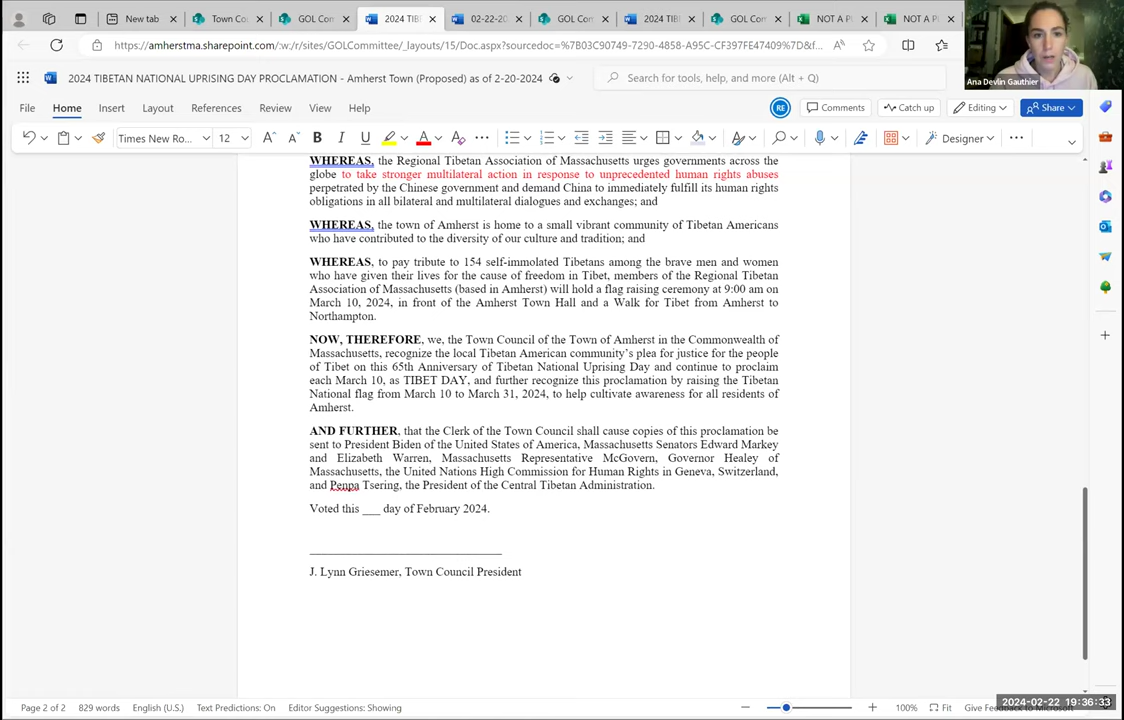 New tab
Town Cou
GOL Comm
2024 TIBE
02-22-20
GOL Com
2024 TIB
GOL Com
NOT A PU
NOT A P
https://amherstma.sharepoint.com/:w:/r/sites/GOLCommittee/_layouts/15/Doc.aspx?sourcedoc=%7B03C90749-7290-4858-A95C-CF397FE47409%7D&f...
2024 TIBETAN NATIONAL UPRISING DAY PROCLAMATION - Amherst Town (Proposed) as of 2-20-2024
Search for tools, help, and more (Alt + Q)
Ana Devlin Gauthier
File Home Insert Layout References Review View Help
RE Comments Catch up Editing Share
Times New Ro... 12 B I U A Designer
WHEREAS, the Regional Tibetan Association of Massachusetts urges governments across the
globe to take stronger multilateral action in response to unprecedented human rights abuses
perpetrated by the Chinese government and demand China to immediately fulfill its human rights
obligations in all bilateral and multilateral dialogues and exchanges; and
WHEREAS, the town of Amherst is home to a small vibrant community of Tibetan Americans
who have contributed to the diversity of our culture and tradition; and
WHEREAS, to pay tribute to 154 self-immolated Tibetans among the brave men and women
who have given their lives for the cause of freedom in Tibet, members of the Regional Tibetan
Association of Massachusetts (based in Amherst) will hold a flag raising ceremony at 9:00 am on
March 10, 2024, in front of the Amherst Town Hall and a Walk for Tibet from Amherst to
Northampton.
NOW, THEREFORE, we, the Town Council of the Town of Amherst in the Commonwealth of
Massachusetts, recognize the local Tibetan American community's plea for justice for the people
of Tibet on this 65th Anniversary of Tibetan National Uprising Day and continue to proclaim
each March 10, as TIBET DAY, and further recognize this proclamation by raising the Tibetan
National flag from March 10 to March 31, 2024, to help cultivate awareness for all residents of
Amherst.
AND FURTHER, that the Clerk of the Town Council shall cause copies of this proclamation be
sent to President Biden of the United States of America, Massachusetts Senators Edward Markey
and Elizabeth Warren, Massachusetts Representative McGovern, Governor Healey of
Massachusetts, the United Nations High Commission for Human Rights in Geneva, Switzerland,
and Penpa Tsering, the President of the Central Tibetan Administration.
Voted this ___ day of February 2024.
J. Lynn Griesemer, Town Council President
Page 2 of 2 829 words English (U.S.) Text Predictions: On Editor Suggestions: Showing 100% Fit Give Feedback to Microsoft
2024-02-22 19:36:33